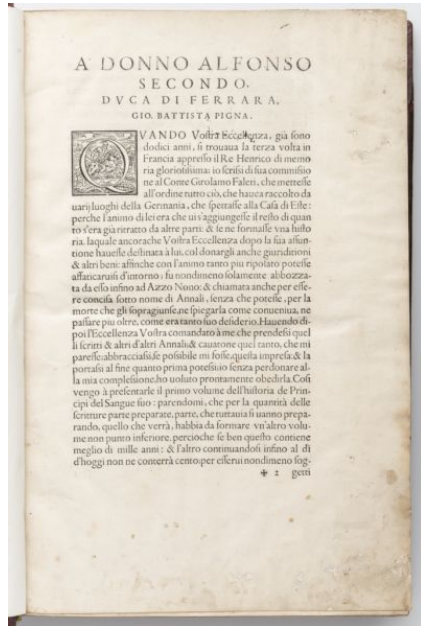 A' DONNO ALFONSO
SECONDO,
DVCA DI FERRARA,
GIO. BATTISTA PIGNA.
QVANDO Vostra Eccellenza, già sono
dodici anni, si trouaua la terza volta in
Francia appresso il Re Henrico di memo
ria gloriosissima: io scrissi di sua commissio
ne al Conte Girolamo Faleti, che mettesse
all'ordine tutto ciò, che hauea raccolto da
uarij luoghi della Germania, che spettasse alla Casa di Este:
perche l'animo di lei era che ui s'aggiungesse il resto di quan
to s'era già ritratto da altre parti: & se ne formasse vna histo
ria. laquale ancorache Vostra Eccellenza dopo la sua assun-
tione hauesse destinata à lui, col donargli anche giuriditioni
& altri beni: affinche con l'animo tanto piu riposato potesse
affaticaruisi d'intorno, fu nondimeno solamente abbozza-
ta da esso infino ad Azzo Nono: & chiamata anche per esse-
re concisa sotto nome di Annali, senza che potesse, per la
morte che gli sopragiunse, ne spiegarla come conueniua, ne
passare piu oltre, come era tanto suo desiderio. Hauendo di-
poi l'Eccellenza Vostra comandato à me che prendessi quel
li scritti & altri d'altri Annali: & cauatone quei tanto, che mi
paresse: abbracciassi, se possibile mi fosse, questa impresa: & la
portassi al fine quanto prima potessi: io senza perdonare al-
la mia complessione, ho uoluto prontamente obedirla. Cosi
vengo à presentarle il primo volume dell'historia de Prin-
cipi del Sangue suo: parendomi, che per la quantità delle
scritture parte preparate, parte, che tuttauia si uanno prepa-
rando, quello che verrà, habbia da formare vn'altro volu-
me non punto inferiore, percioche se ben questo contiene
meglio di mille anni: & l'altro continuandosi infino al dì
d'hoggi non ne conterrà cento: per esserui nondimeno sog-
✠ 2 getti